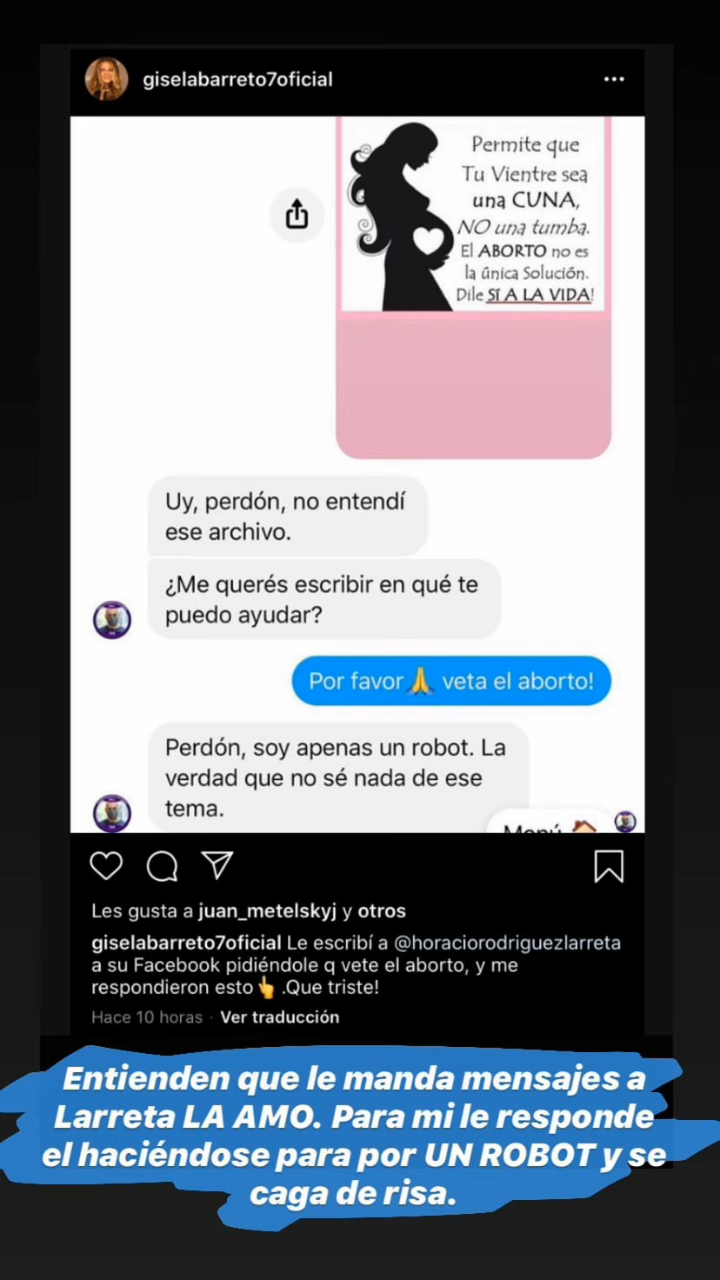 giselabarreto7oficial
Permite que
Tu Vientre sea
una CUNA,
NO una tumba.
El ABORTO no es
la única Solución.
Dile SI A LA VIDA!
Uy, perdón, no entendí
ese archivo.
¿Me querés escribir en qué te
puedo ayudar?
Por favor🙏 veta el aborto!
Perdón, soy apenas un robot. La
verdad que no sé nada de ese
tema.
Menú 🏠
Les gusta a juan_metelskyj y otros
giselabarreto7oficial Le escribí a @horaciorodriguezlarreta
a su Facebook pidiéndole q vete el aborto, y me
respondieron esto👆.Que triste!
Hace 10 horas · Ver traducción
Entienden que le manda mensajes a
Larreta LA AMO. Para mi le responde
el haciéndose para por UN ROBOT y se
caga de risa.